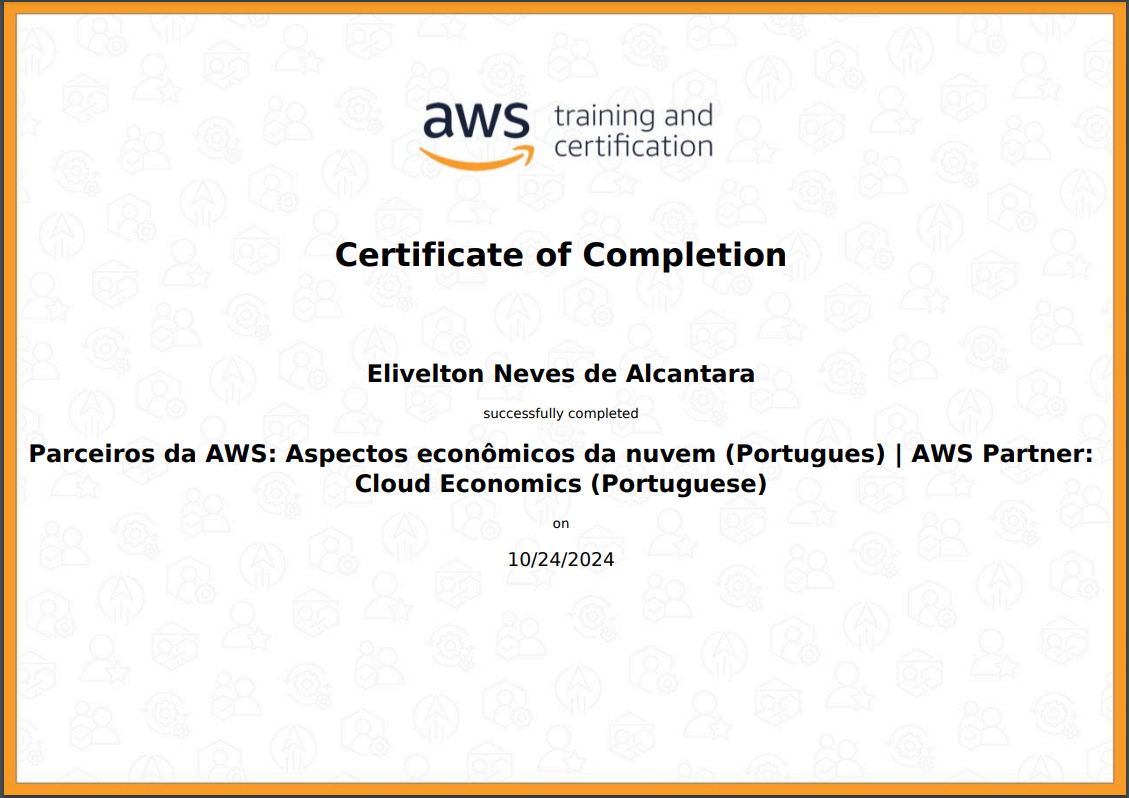 aws training and
certification
Certificate of Completion
Elivelton Neves de Alcantara
successfully completed
Parceiros da AWS: Aspectos econômicos da nuvem (Portugues) | AWS Partner:
Cloud Economics (Portuguese)
on
10/24/2024